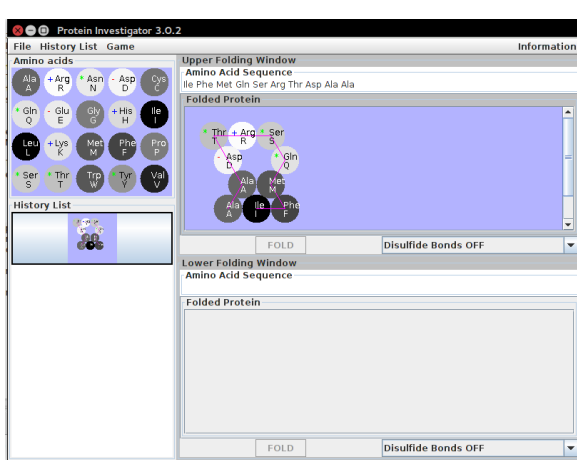 Protein Investigator 3.0.2
File History List Game Information
Amino acids
Ala A
+ Arg R
* Asn N
- Asp D
Cys C
* Gln Q
- Glu E
Gly G
+ His H
Ile I
Leu L
+ Lys K
Met M
Phe F
Pro P
* Ser S
* Thr T
Trp W
* Tyr Y
Val V
History List
Upper Folding Window
Amino Acid Sequence
Ile Phe Met Gln Ser Arg Thr Asp Ala Ala
Folded Protein
* Thr T
+ Arg R
* Ser S
- Asp D
* Gln Q
Ala A
Met M
Ala A
Ile I
Phe F
FOLD
Disulfide Bonds OFF
Lower Folding Window
Amino Acid Sequence
Folded Protein
FOLD
Disulfide Bonds OFF